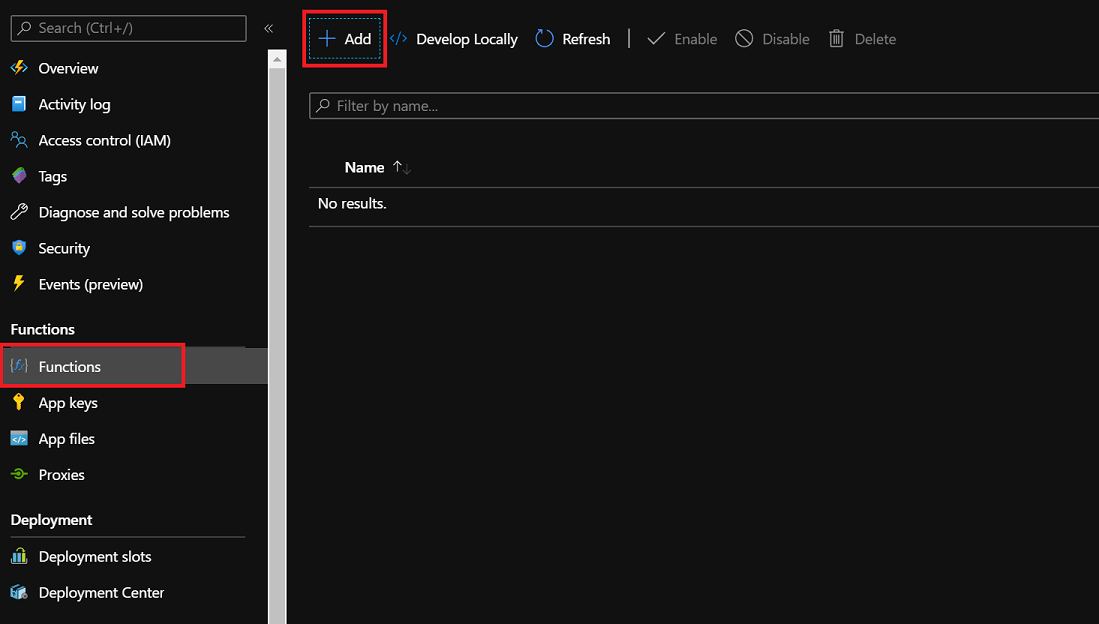 Search (Ctrl+/)
«
Overview
Activity log
Access control (IAM)
Tags
Diagnose and solve problems
Security
Events (preview)
Functions
Functions
App keys
App files
Proxies
Deployment
Deployment slots
Deployment Center
+ Add </> Develop Locally Refresh | Enable Disable Delete
Filter by name...
Name ↑↓
No results.